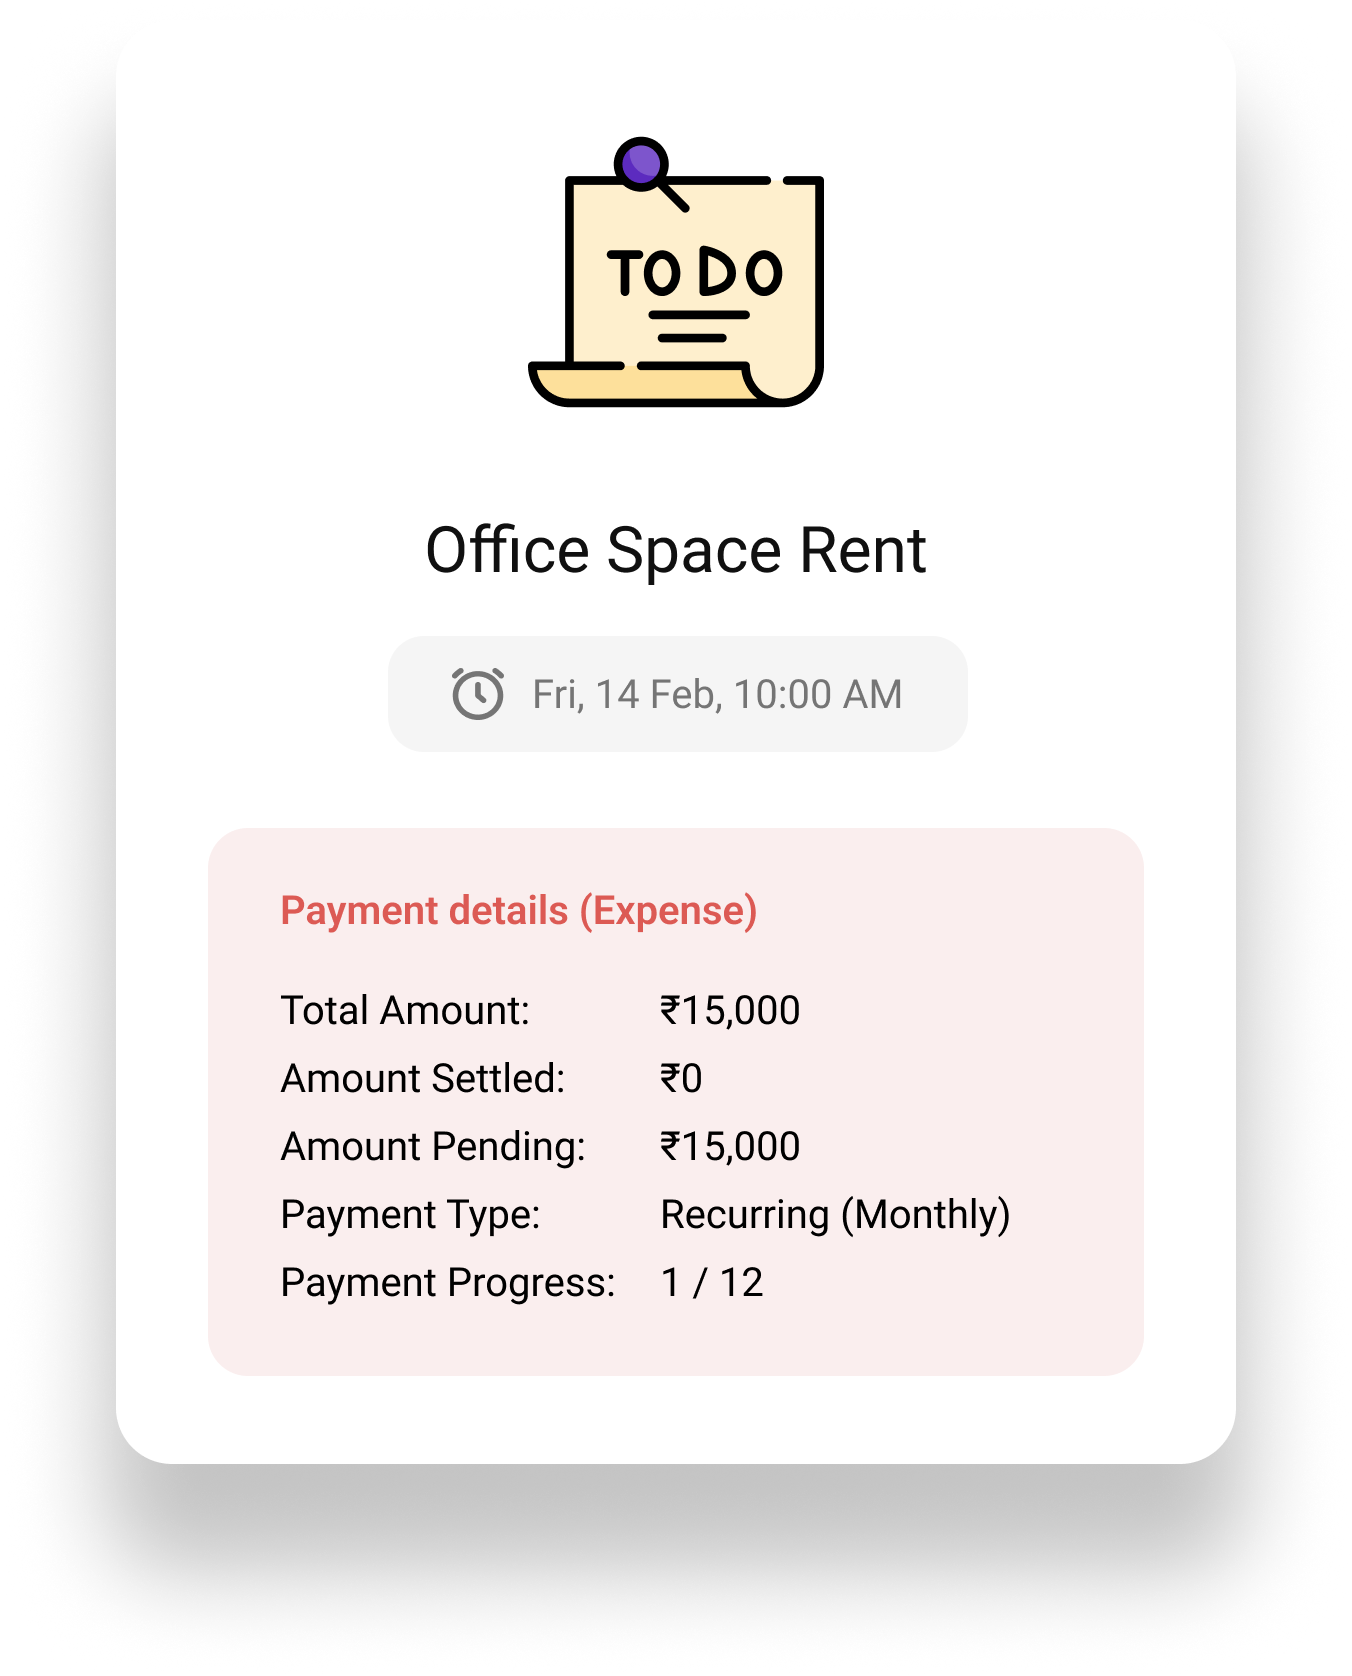 TO DO
Office Space Rent
Fri, 14 Feb, 10:00 AM
Payment details (Expense)
Total Amount: ₹15,000
Amount Settled: ₹0
Amount Pending: ₹15,000
Payment Type: Recurring (Monthly)
Payment Progress: 1 / 12